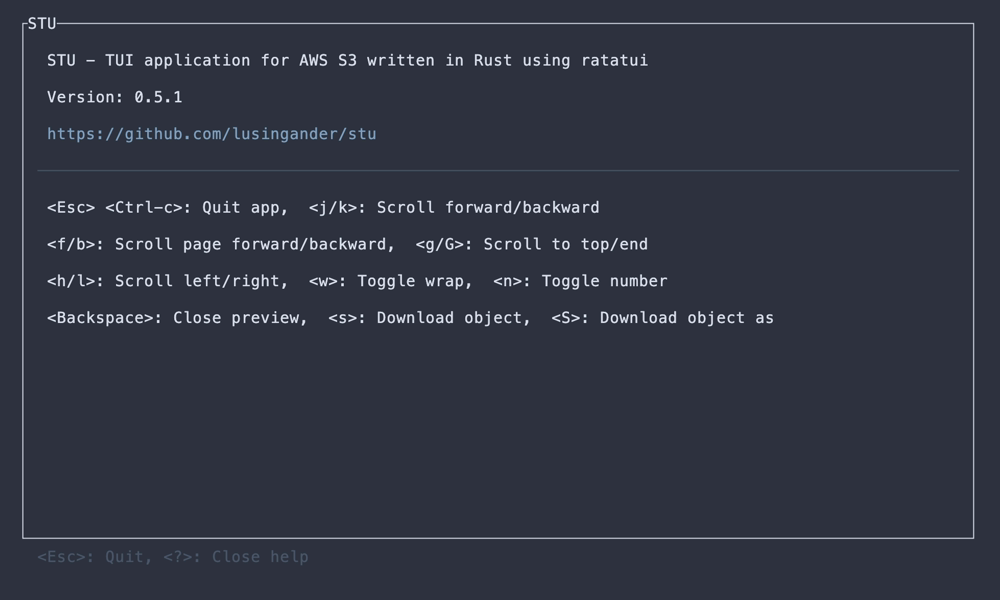 STU
STU - TUI application for AWS S3 written in Rust using ratatui
Version: 0.5.1
https://github.com/lusingander/stu
<Esc> <Ctrl-c>: Quit app,  <j/k>: Scroll forward/backward
<f/b>: Scroll page forward/backward,  <g/G>: Scroll to top/end
<h/l>: Scroll left/right,  <w>: Toggle wrap,  <n>: Toggle number
<Backspace>: Close preview,  <s>: Download object,  <S>: Download object as
<Esc>: Quit, <?>: Close help